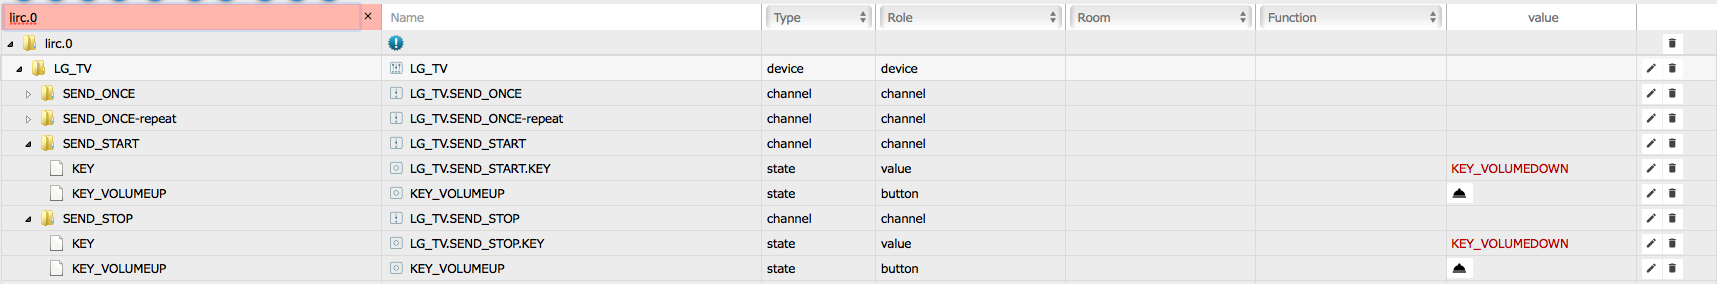 lirc.0 × Name Type Role Room Function value
lirc.0
LG_TV LG_TV device device
SEND_ONCE LG_TV.SEND_ONCE channel channel
SEND_ONCE-repeat LG_TV.SEND_ONCE-repeat channel channel
SEND_START LG_TV.SEND_START channel channel
KEY LG_TV.SEND_START.KEY state value KEY_VOLUMEDOWN
KEY_VOLUMEUP KEY_VOLUMEUP state button
SEND_STOP LG_TV.SEND_STOP channel channel
KEY LG_TV.SEND_STOP.KEY state value KEY_VOLUMEDOWN
KEY_VOLUMEUP KEY_VOLUMEUP state button